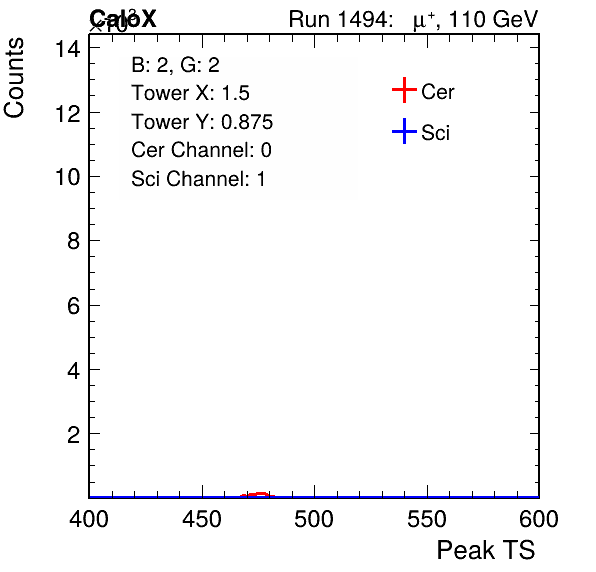 CaloX Run 1494: μ⁺, 110 GeV
×10³
Counts
14
12
10
8
6
4
2
B: 2, G: 2
Tower X: 1.5
Tower Y: 0.875
Cer Channel: 0
Sci Channel: 1
Cer
Sci
400 450 500 550 600
Peak TS